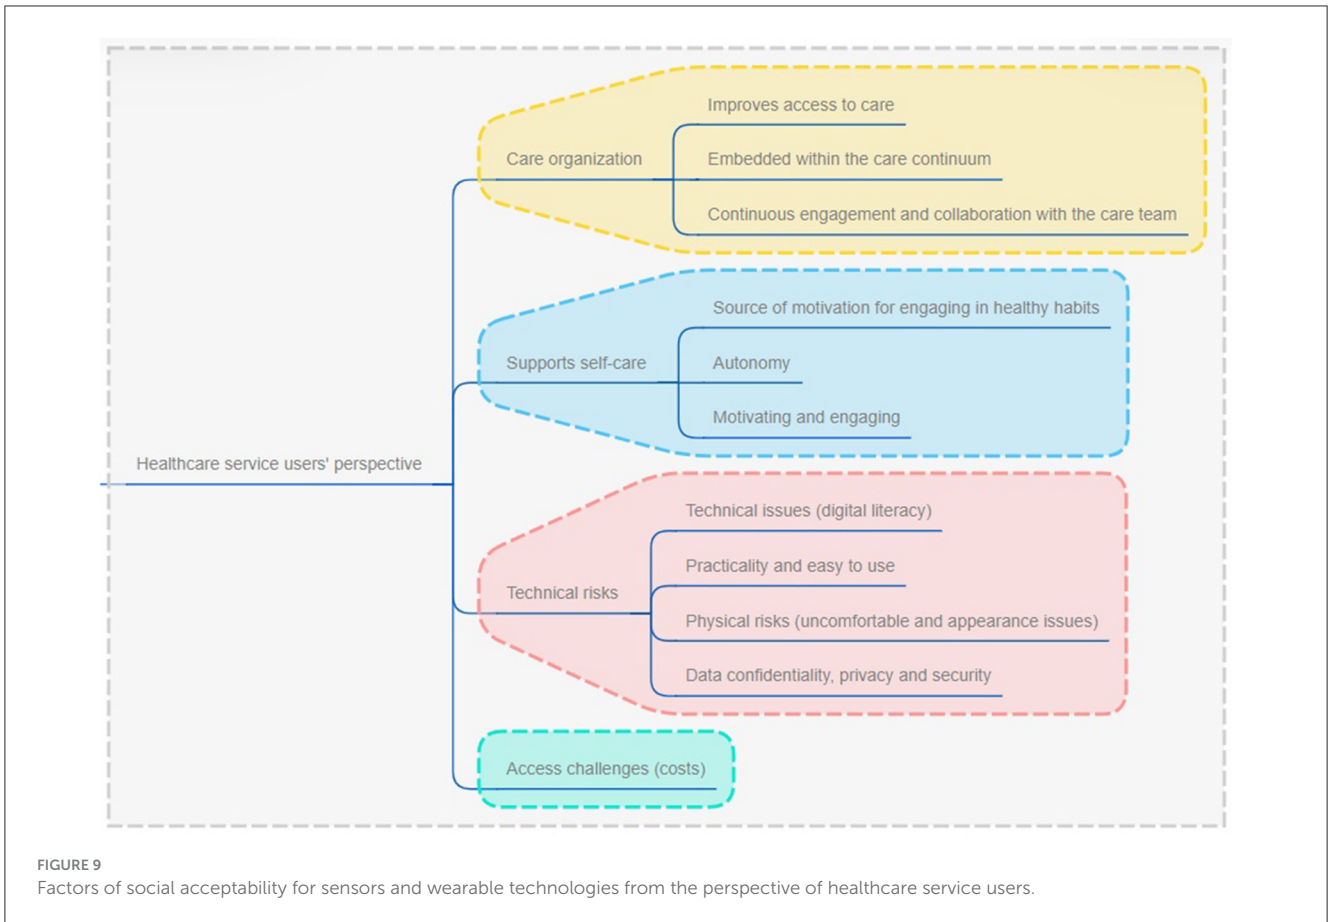 Improves access to care
Care organization
Embedded within the care continuum
Continuous engagement and collaboration with the care team
Source of motivation for engaging in healthy habits
Supports self-care
Autonomy
Motivating and engaging
Healthcare service users' perspective
Technical issues (digital literacy)
Practicality and easy to use
Technical risks
Physical risks (uncomfortable and appearance issues)
Data confidentiality, privacy and security
Access challenges (costs)
FIGURE 9
Factors of social acceptability for sensors and wearable technologies from the perspective of healthcare service users.